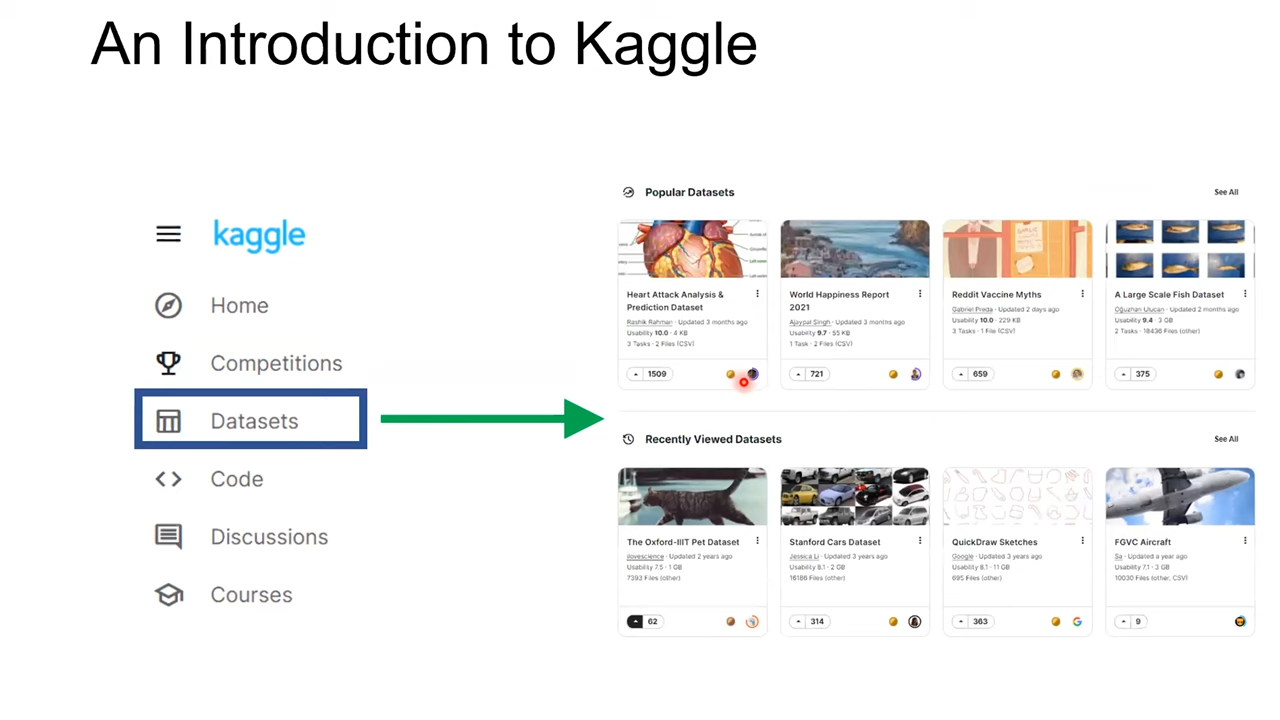 An Introduction to Kaggle
kaggle
Home
Competitions
Datasets
Code
Discussions
Courses
Popular Datasets
See All
Heart Attack Analysis &
Prediction Dataset
Rashik Rahman · Updated 3 months ago
Usability 10.0 · 4 KB
3 Tasks · 2 Files (CSV)
1509
World Happiness Report
2021
Ajaypal Singh · Updated 3 months ago
Usability 9.7 · 55 KB
1 Task · 2 Files (CSV)
721
Reddit Vaccine Myths
Gabriel Preda · Updated 2 days ago
Usability 10.0 · 229 KB
3 Tasks · 1 File (CSV)
659
A Large Scale Fish Dataset
Oğuzhan Ulucan · Updated 2 months ago
Usability 9.4 · 3 GB
2 Tasks · 18436 Files (other)
375
Recently Viewed Datasets
See All
The Oxford-IIIT Pet Dataset
ilovescience · Updated 2 years ago
Usability 7.5 · 1 GB
7393 Files (other)
62
Stanford Cars Dataset
Jessica Li · Updated 3 years ago
Usability 8.1 · 2 GB
16186 Files (other)
314
QuickDraw Sketches
Google · Updated 3 years ago
Usability 8.1 · 11 GB
695 Files (other)
363
FGVC Aircraft
Sa · Updated a year ago
Usability 7.1 · 3 GB
10030 Files (other, CSV)
9